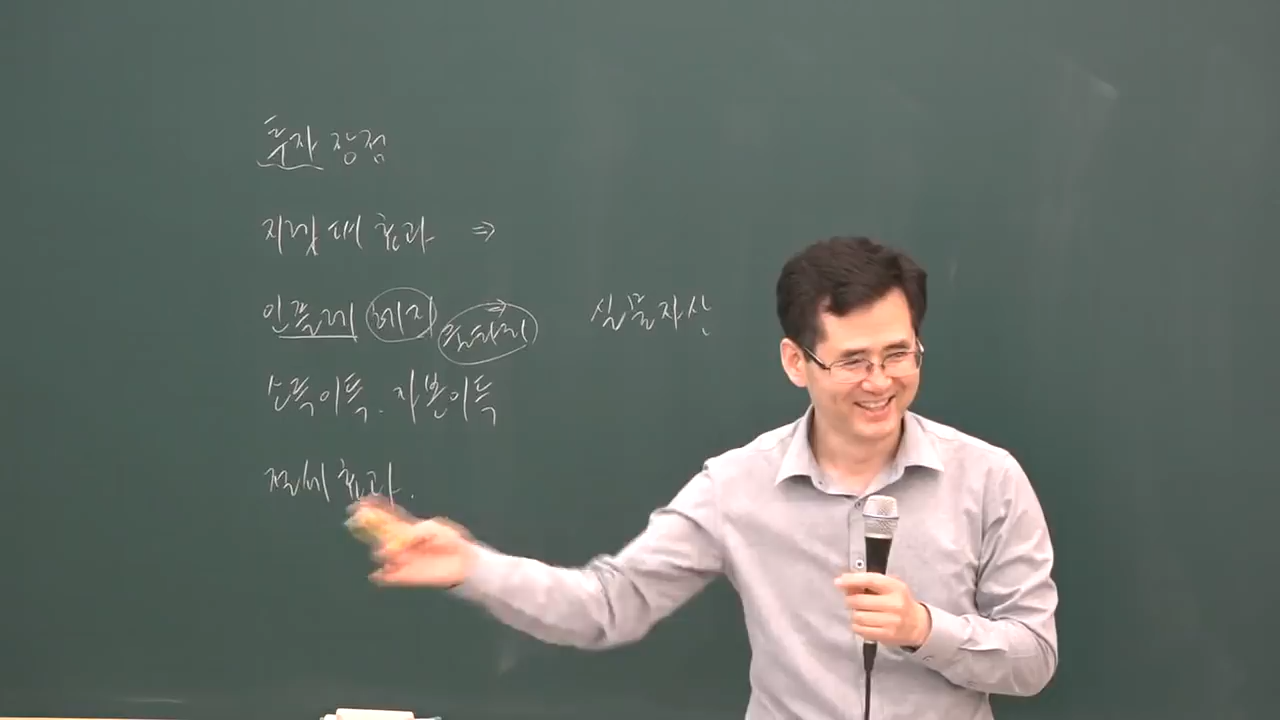 투자 장점
지렛대 효과 ⇒
인플레 헤지 ⇒ 실물자산
소득이득. 자본이득
절세 효과.